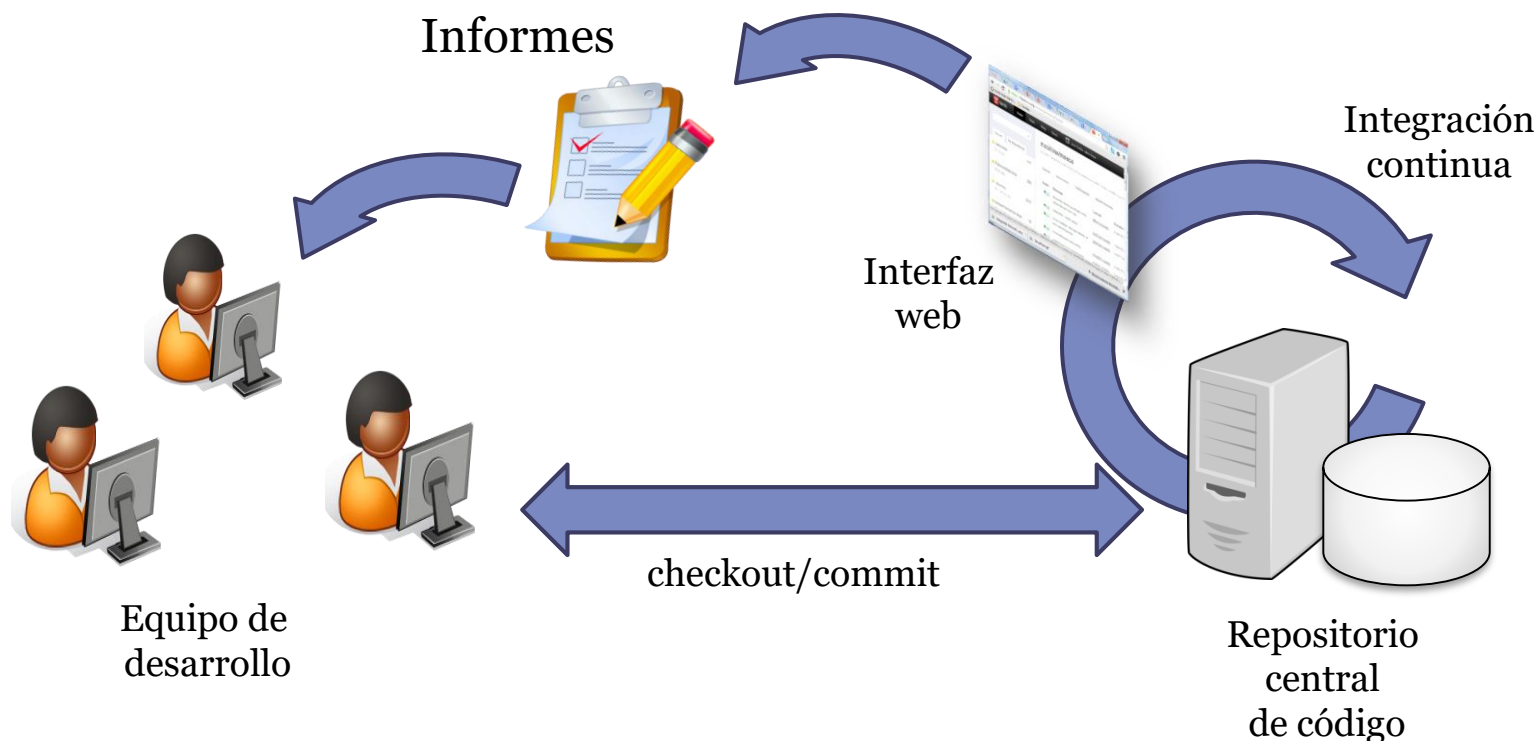 Informes
Integración
continua
Interfaz
web
checkout/commit
Equipo de
desarrollo
Repositorio
central
de código